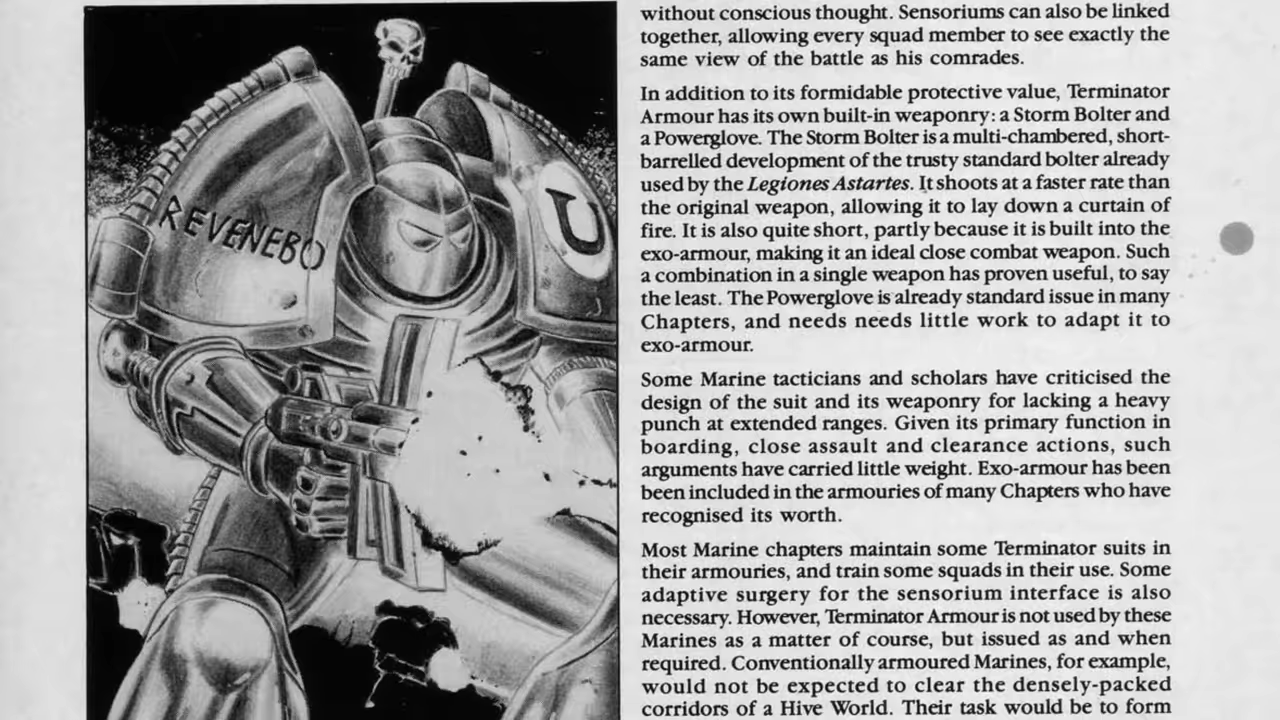 REVENEBO
U
without conscious thought. Sensoriums can also be linked
together, allowing every squad member to see exactly the
same view of the battle as his comrades.
In addition to its formidable protective value, Terminator
Armour has its own built-in weaponry: a Storm Bolter and
a Powerglove. The Storm Bolter is a multi-chambered, short-
barrelled development of the trusty standard bolter already
used by the Legiones Astartes. It shoots at a faster rate than
the original weapon, allowing it to lay down a curtain of
fire. It is also quite short, partly because it is built into the
exo-armour, making it an ideal close combat weapon. Such
a combination in a single weapon has proven useful, to say
the least. The Powerglove is already standard issue in many
Chapters, and needs needs little work to adapt it to
exo-armour.
Some Marine tacticians and scholars have criticised the
design of the suit and its weaponry for lacking a heavy
punch at extended ranges. Given its primary function in
boarding, close assault and clearance actions, such
arguments have carried little weight. Exo-armour has been
been included in the armouries of many Chapters who have
recognised its worth.
Most Marine chapters maintain some Terminator suits in
their armouries, and train some squads in their use. Some
adaptive surgery for the sensorium interface is also
necessary. However, Terminator Armour is not used by these
Marines as a matter of course, but issued as and when
required. Conventionally armoured Marines, for example,
would not be expected to clear the densely-packed
corridors of a Hive World. Their task would be to form